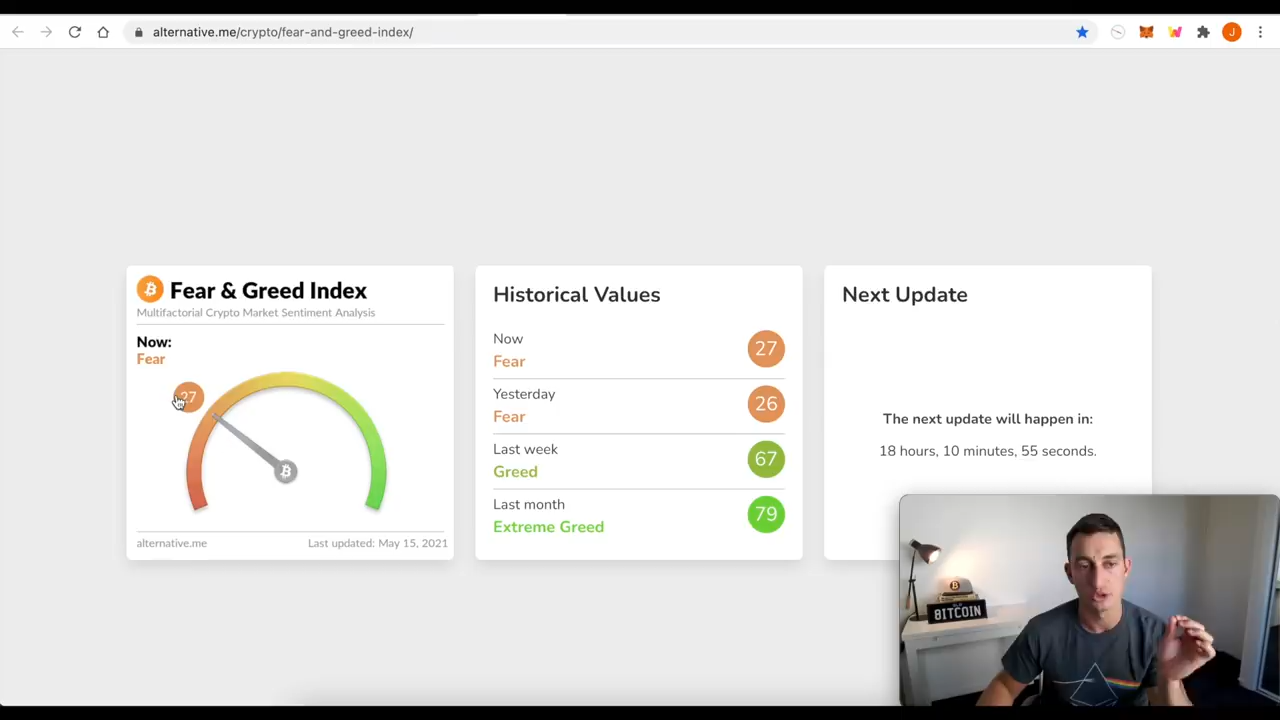 alternative.me/crypto/fear-and-greed-index/
J
Fear & Greed Index
Multifactorial Crypto Market Sentiment Analysis
Now:
Fear
27
alternative.me
Last updated: May 15, 2021
Historical Values
Now
Fear
27
Yesterday
Fear
26
Last week
Greed
67
Last month
Extreme Greed
79
Next Update
The next update will happen in:
18 hours, 10 minutes, 55 seconds.
BITCOIN